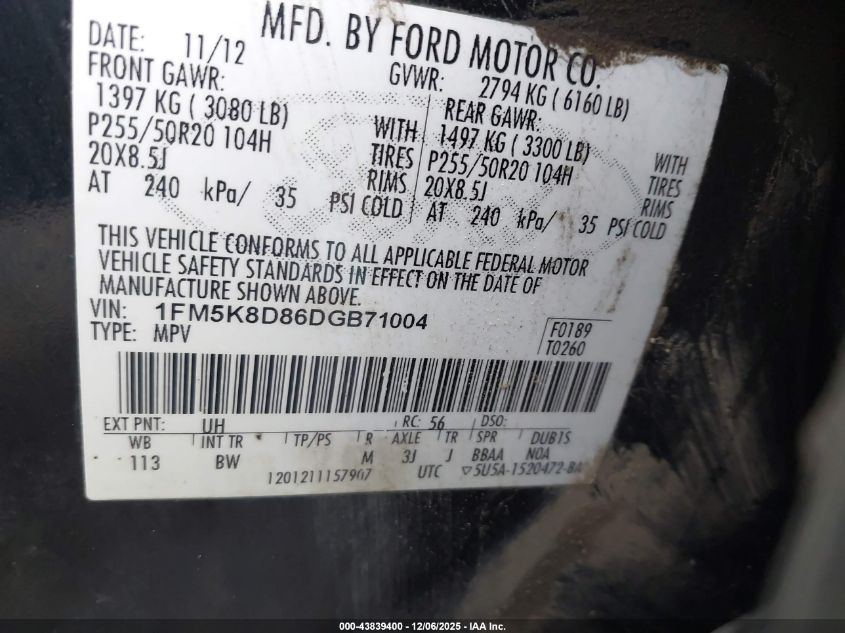 MFD. BY FORD MOTOR CO.
DATE: 11/12 GVWR: 2794 KG ( 6160 LB)
FRONT GAWR: REAR GAWR:
1397 KG ( 3080 LB) WITH 1497 KG ( 3300 LB) WITH
P255/50R20 104H TIRES P255/50R20 104H TIRES
20X8.5J RIMS 20X8.5J RIMS
AT 240 kPa/ 35 PSI COLD AT 240 kPa/ 35 PSI COLD
THIS VEHICLE CONFORMS TO ALL APPLICABLE FEDERAL MOTOR
VEHICLE SAFETY STANDARDS IN EFFECT ON THE DATE OF
MANUFACTURE SHOWN ABOVE.
VIN: 1FM5K8D86DGB71004 F0189
TYPE: MPV T0260
EXT PNT: UH RC: 56 DSO:
WB INT TR TP/PS R AXLE TR SPR DUB1S
113 BW M 3J J BBAA NOA
1201211157907 UTC ▽5U5A-1520472-BA
000-43839400 - 12/06/2025 - IAA Inc.